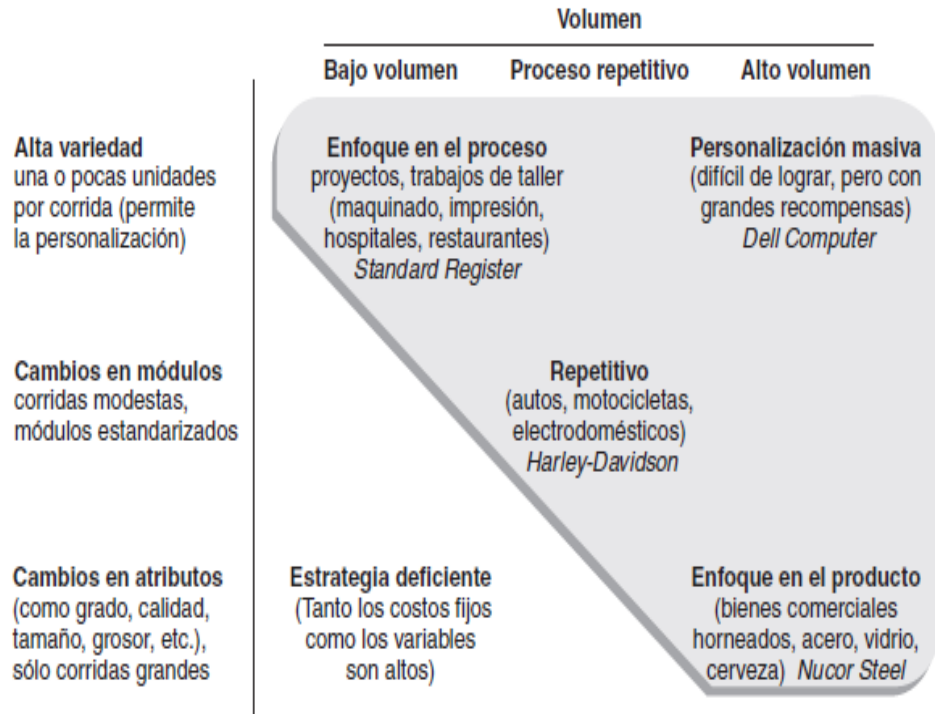 Volumen
Bajo volumen
Proceso repetitivo
Alto volumen
Alta variedad
una o pocas unidades
por corrida (permite
la personalización)
Enfoque en el proceso
proyectos, trabajos de taller
(maquinado, impresión,
hospitales, restaurantes)
Standard Register
Personalización masiva
(difícil de lograr, pero con
grandes recompensas)
Dell Computer
Cambios en módulos
corridas modestas,
módulos estandarizados
Repetitivo
(autos, motocicletas,
electrodomésticos)
Harley-Davidson
Cambios en atributos
(como grado, calidad,
tamaño, grosor, etc.),
sólo corridas grandes
Estrategia deficiente
(Tanto los costos fijos
como los variables
son altos)
Enfoque en el producto
(bienes comerciales
horneados, acero, vidrio,
cerveza) Nucor Steel